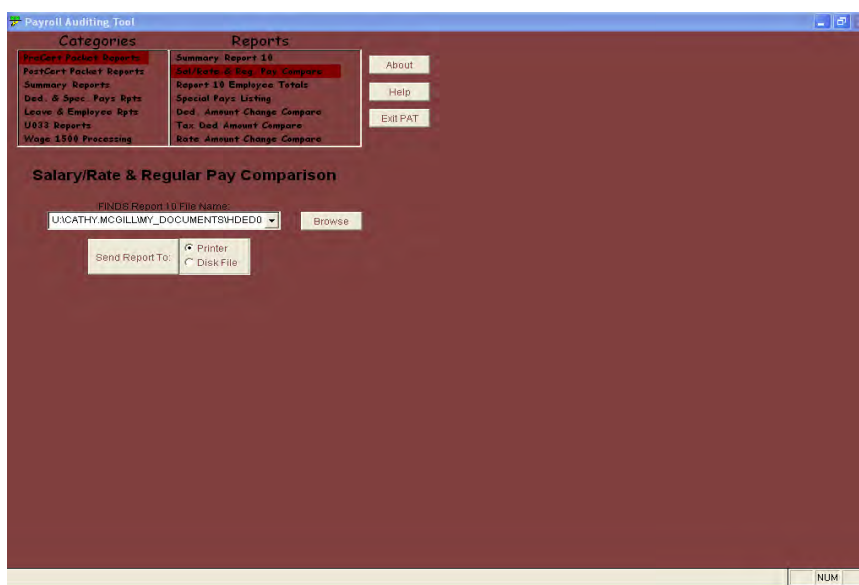 Payroll Auditing Tool
Categories
PreCert Packet Reports
PostCert Packet Reports
Summary Reports
Ded. & Spec. Pays Rpts
Leave & Employee Rpts
U033 Reports
Wage 1500 Processing
Reports
Summary Report 10
Sal/Rate & Reg. Pay Compare
Report 10 Employee Totals
Special Pays Listing
Ded. Amount Change Compare
Tax Ded Amount Compare
Rate Amount Change Compare
About
Help
Exit PAT
Salary/Rate & Regular Pay Comparison
FINDS Report 10 File Name:
U:\CATHY.MCGILL\MY_DOCUMENTS\HDED0
Browse
Send Report To:
Printer
Disk File
NUM